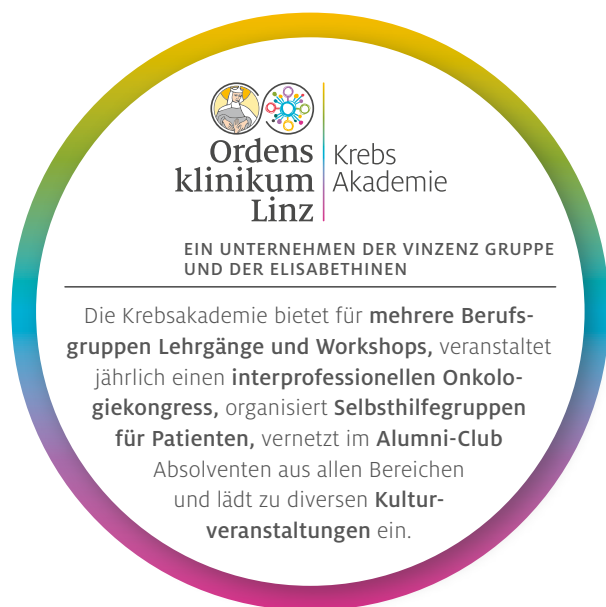 Ordens
klinikum
Linz
Krebs
Akademie
EIN UNTERNEHMEN DER VINZENZ GRUPPE
UND DER ELISABETHINEN
Die Krebsakademie bietet für mehrere Berufs-
gruppen Lehrgänge und Workshops, veranstaltet
jährlich einen interprofessionellen Onkolo-
giekongress, organisiert Selbsthilfegruppen
für Patienten, vernetzt im Alumni-Club
Absolventen aus allen Bereichen
und lädt zu diversen Kultur-
veranstaltungen ein.